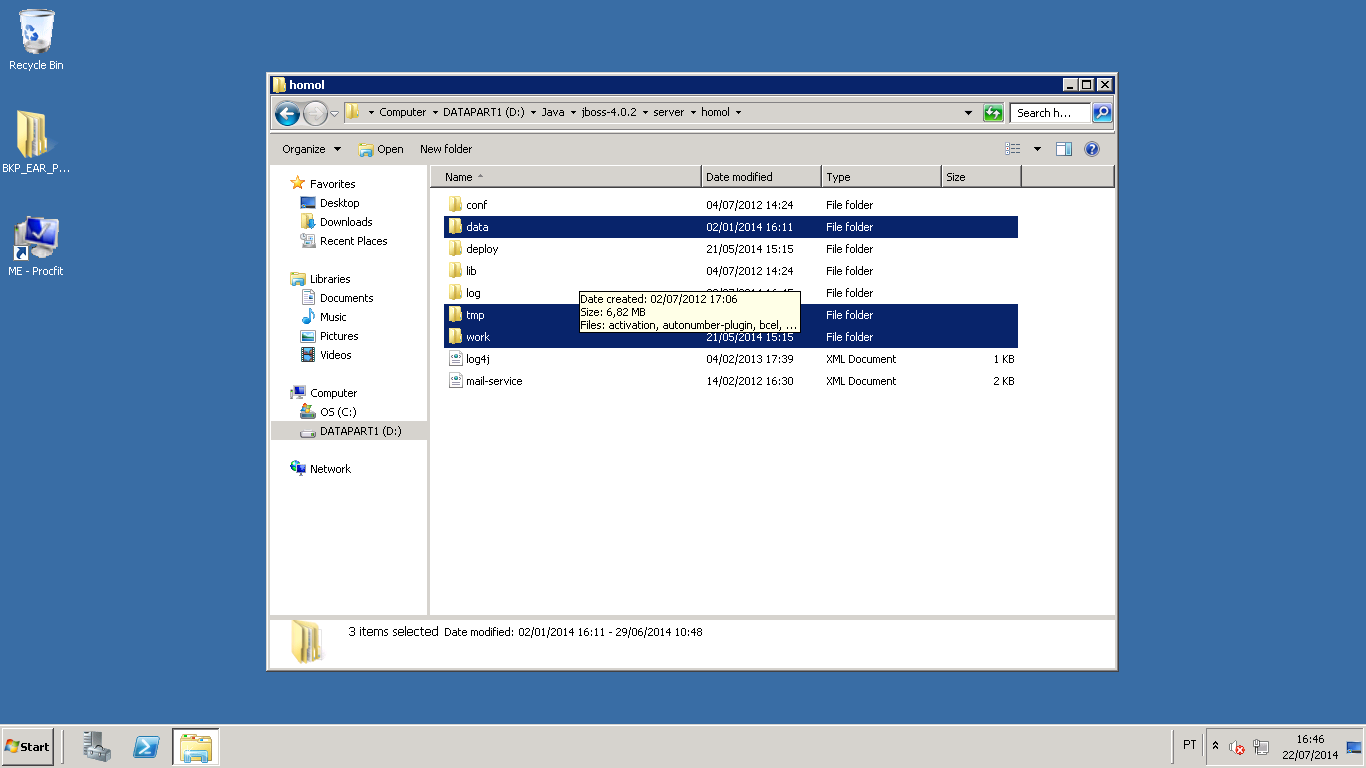 Recycle Bin
BKP_EAR_P...
ME - Procfit
homol
Computer DATAPART1 (D:) Java jboss-4.0.2 server homol
Search h...
Organize Open New folder
Favorites
Desktop
Downloads
Recent Places
Libraries
Documents
Music
Pictures
Videos
Computer
OS (C:)
DATAPART1 (D:)
Network
Name Date modified Type Size
conf 04/07/2012 14:24 File folder
data 02/01/2014 16:11 File folder
deploy 21/05/2014 15:15 File folder
lib 04/07/2012 14:24 File folder
log File folder
tmp File folder
work 21/05/2014 15:15 File folder
log4j 04/02/2013 17:39 XML Document 1 KB
mail-service 14/02/2012 16:30 XML Document 2 KB
Date created: 02/07/2012 17:06
Size: 6,82 MB
Files: activation, autonumber-plugin, bcel, ...
3 items selected Date modified: 02/01/2014 16:11 - 29/06/2014 10:48
Start
PT
16:46
22/07/2014